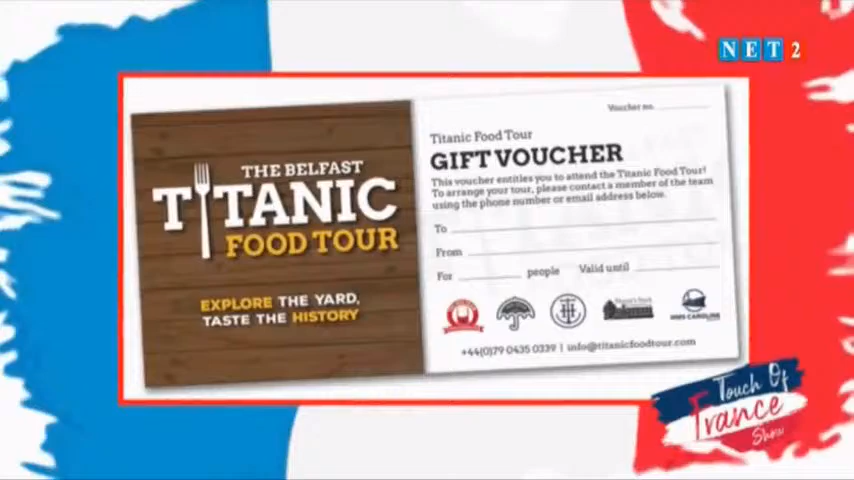 NET 2
Voucher no.
THE BELFAST
TITANIC
FOOD TOUR
EXPLORE THE YARD,
TASTE THE HISTORY
Titanic Food Tour
GIFT VOUCHER
This voucher entitles you to attend the Titanic Food Tour!
To arrange your tour, please contact a member of the team
using the phone number or email address below.
To
From
For people Valid until
HMS CAROLINE
+44(0)79 0435 0339 | info@titanicfoodtour.com
Touch Of
France
Show